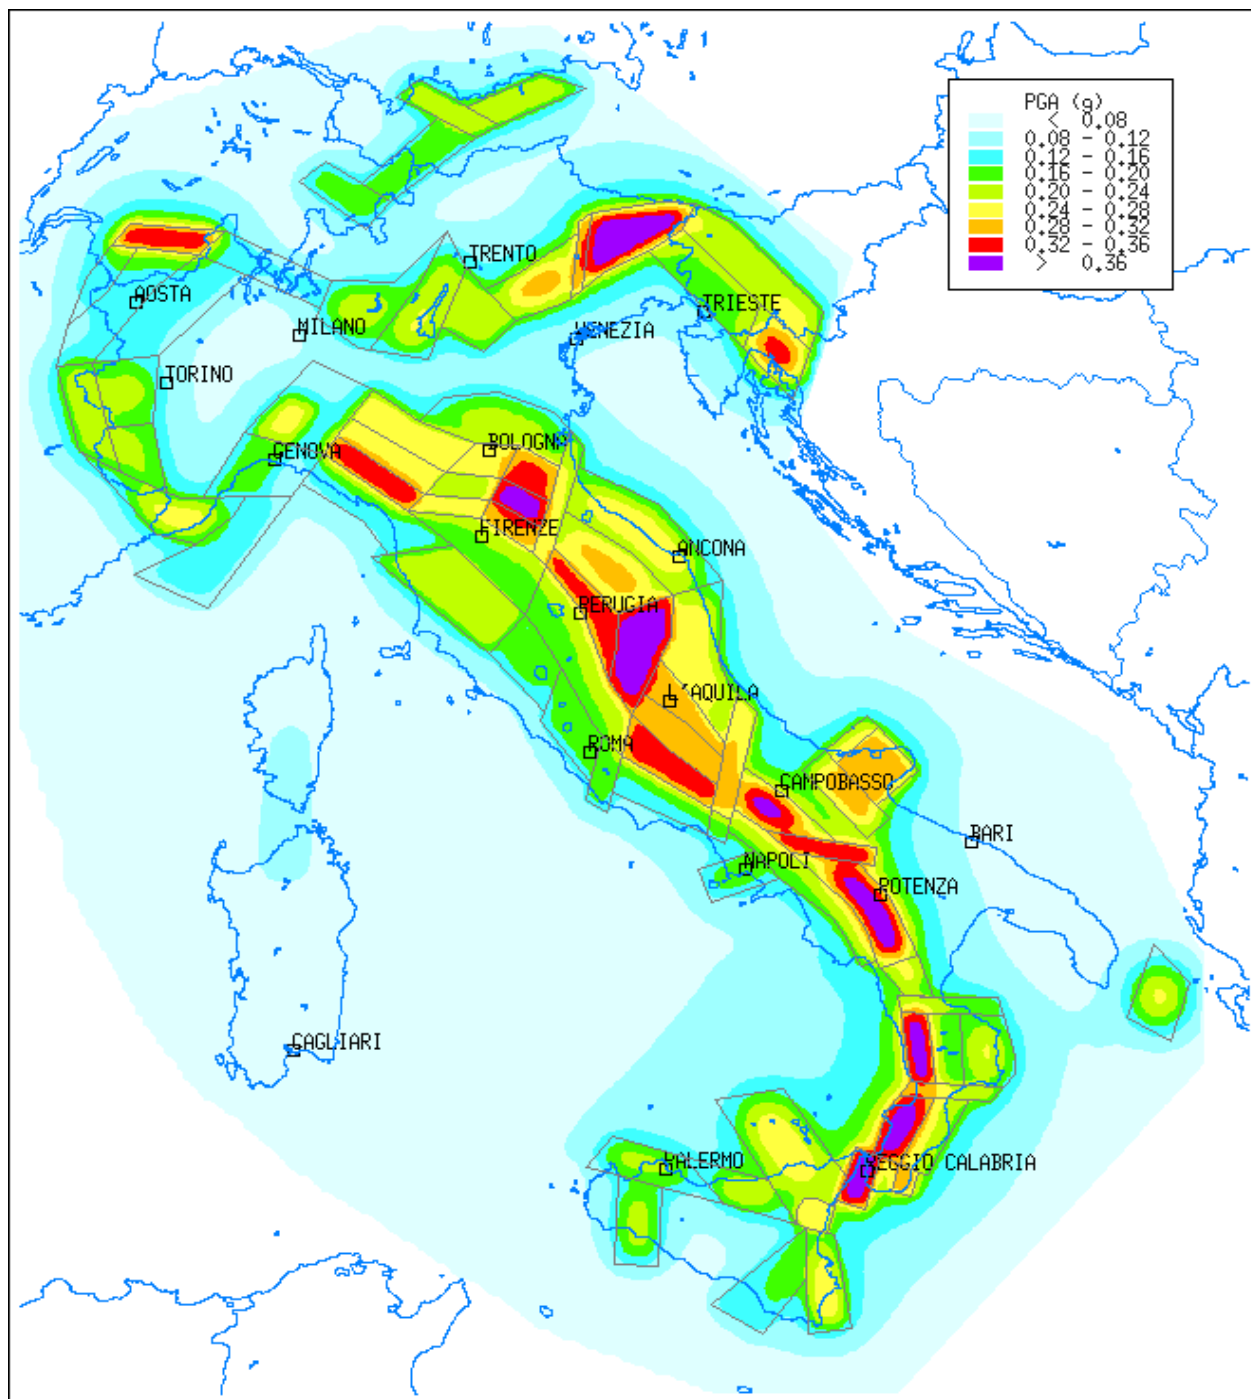 PGA (g)
< 0.08
0.08 - 0.12
0.12 - 0.16
0.16 - 0.20
0.20 - 0.24
0.24 - 0.28
0.28 - 0.32
0.32 - 0.36
> 0.36
TRENTO
AOSTA
TRIESTE
MILANO
VENEZIA
TORINO
BOLOGNA
GENOVA
FIRENZE
ANCONA
PERUGIA
L'AQUILA
ROMA
CAMPOBASSO
BARI
NAPOLI
POTENZA
CAGLIARI
PALERMO
REGGIO CALABRIA